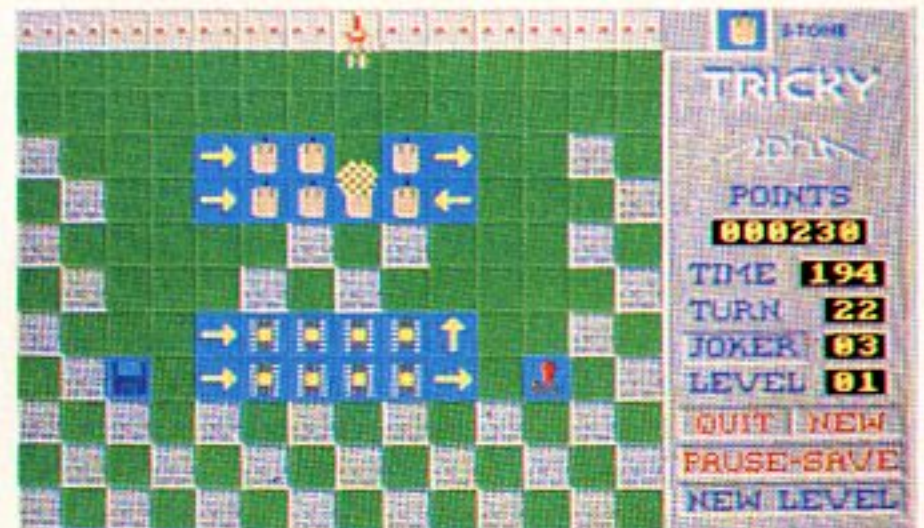 STONE
TRICKY
POINTS
000230
TIME 194
TURN 22
JOKER 03
LEVEL 01
QUIT NEW
PAUSE-SAVE
NEW LEVEL